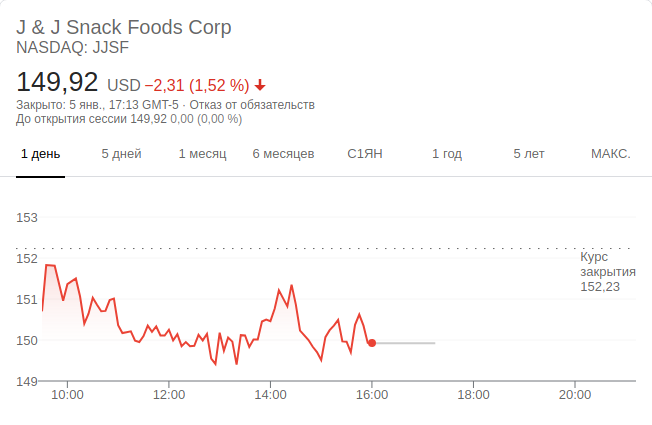 J & J Snack Foods Corp
NASDAQ: JJSF
149,92 USD −2,31 (1,52 %)
Закрыто: 5 янв., 17:13 GMT-5 · Отказ от обязательств
До открытия сессии 149,92 0,00 (0,00 %)
1 день 5 дней 1 месяц 6 месяцев С1ЯН 1 год 5 лет МАКС.
153
152
151
150
149
Курс
закрытия
152,23
10:00 12:00 14:00 16:00 18:00 20:00